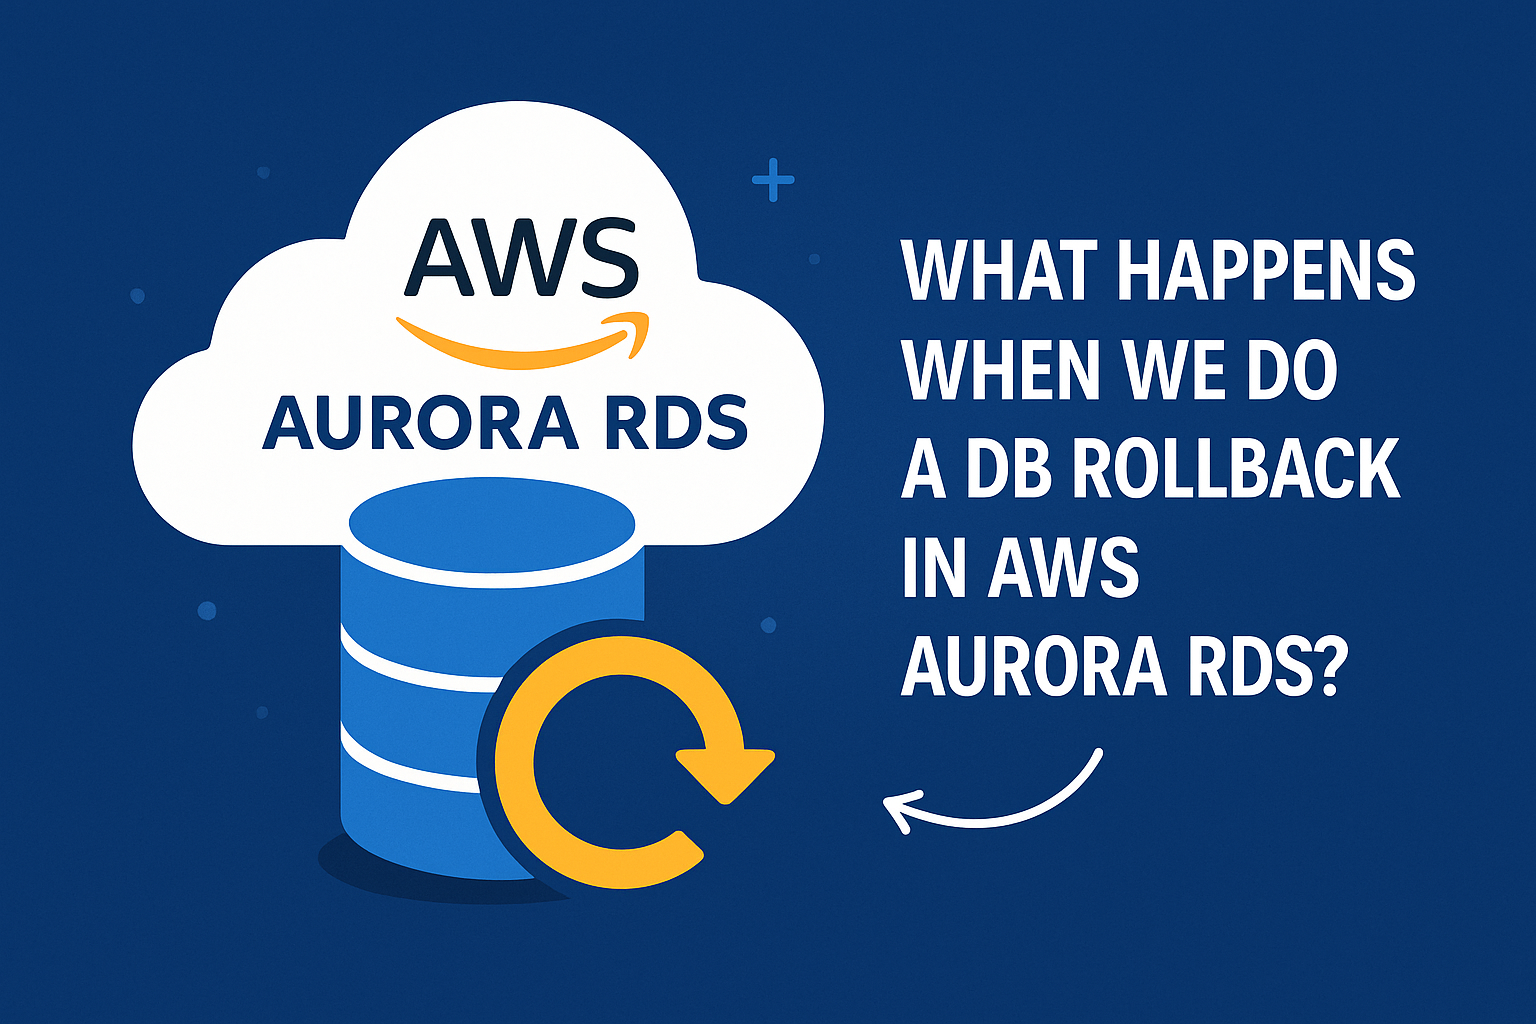 AWS
AURORA RDS
WHAT HAPPENS
WHEN WE DO
A DB ROLLBACK
IN AWS
AURORA RDS?